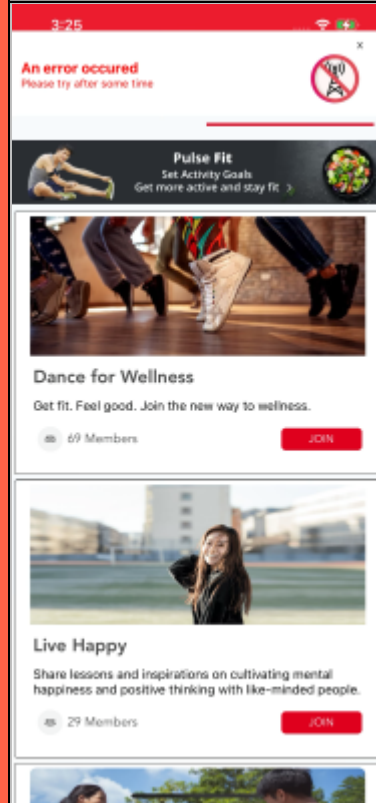 3:25
An error occured
Please try after some time
x
Pulse Fit
Set Activity Goals
Get more active and stay fit >
Dance for Wellness
Get fit. Feel good. Join the new way to wellness.
69 Members
JOIN
Live Happy
Share lessons and inspirations on cultivating mental
happiness and positive thinking with like-minded people.
29 Members
JOIN